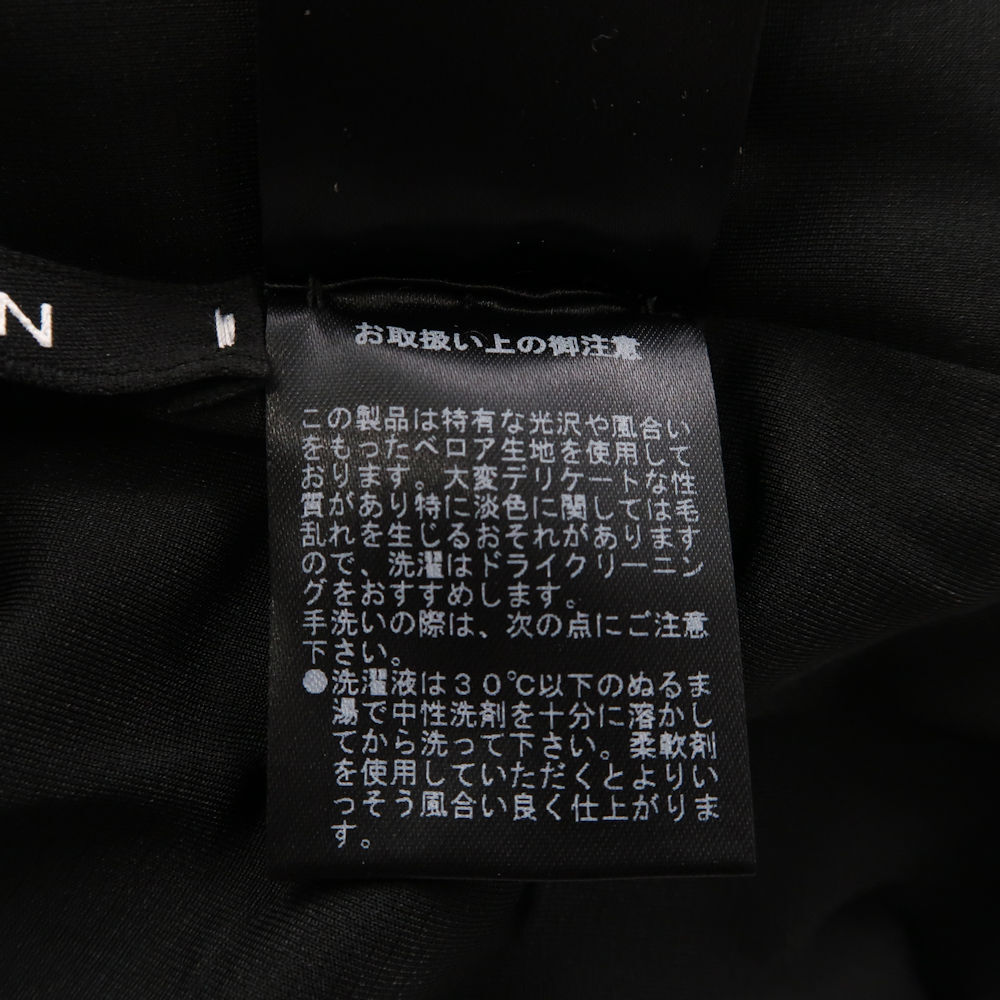 N
お取扱い上の御注意
この製品は特有な光沢や風合い
をもったベロア生地を使用して
おります。大変デリケートな性
質があり特に淡色に関しては毛
乱れを生じるおそれがあります
ので、洗濯はドライクリーニン
グをおすすめします。
手洗いの際は、次の点にご注意
下さい。
●洗濯液は30℃以下のぬるま
湯で中性洗剤を十分に溶かし
てから洗って下さい。柔軟剤
を使用していただくとよりい
っそう風合い良く仕上がりま
す。